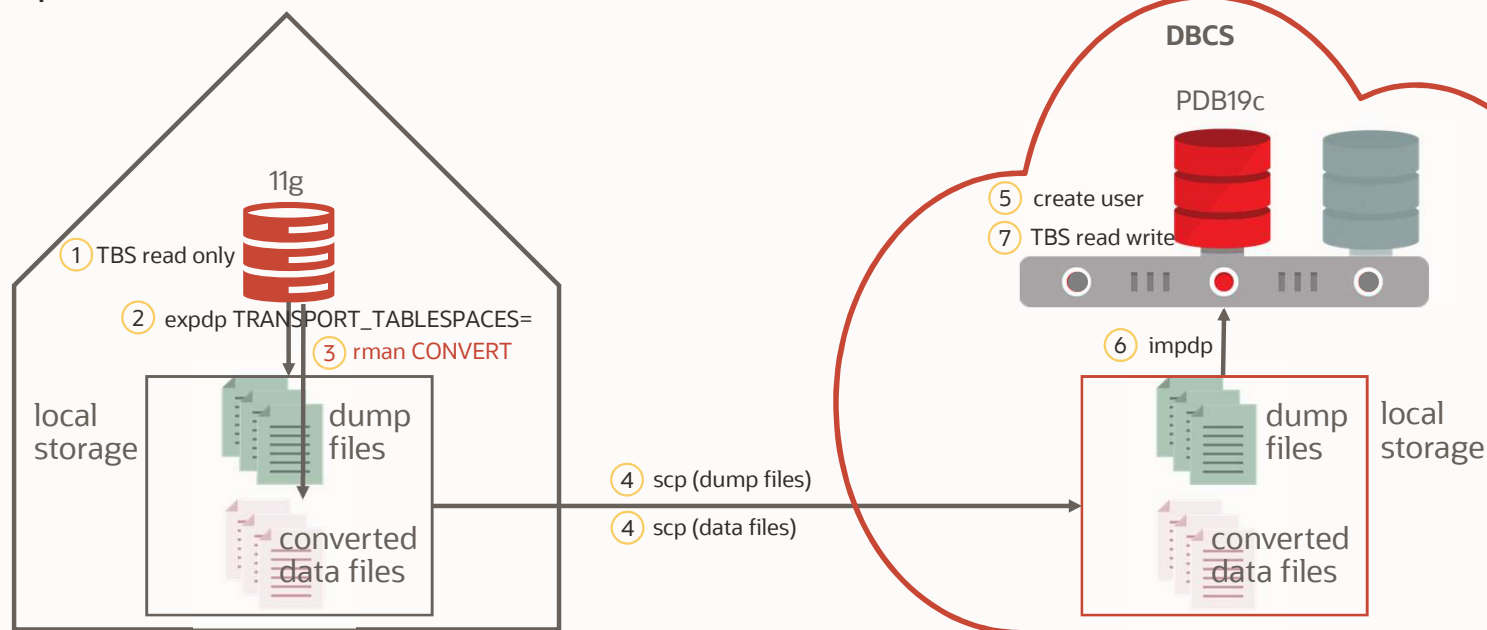 DBCS
PDB19c
11g
1 TBS read only
2 expdp TRANSPORT_TABLESPACES=
3 rman CONVERT
local
storage
dump
files
converted
data files
4 scp (dump files)
4 scp (data files)
5 create user
7 TBS read write
6 impdp
dump
files
local
storage
converted
data files